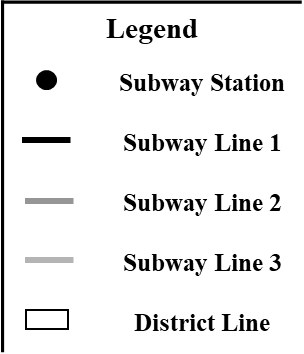 Legend
Subway Station
Subway Line 1
Subway Line 2
Subway Line 3
District Line